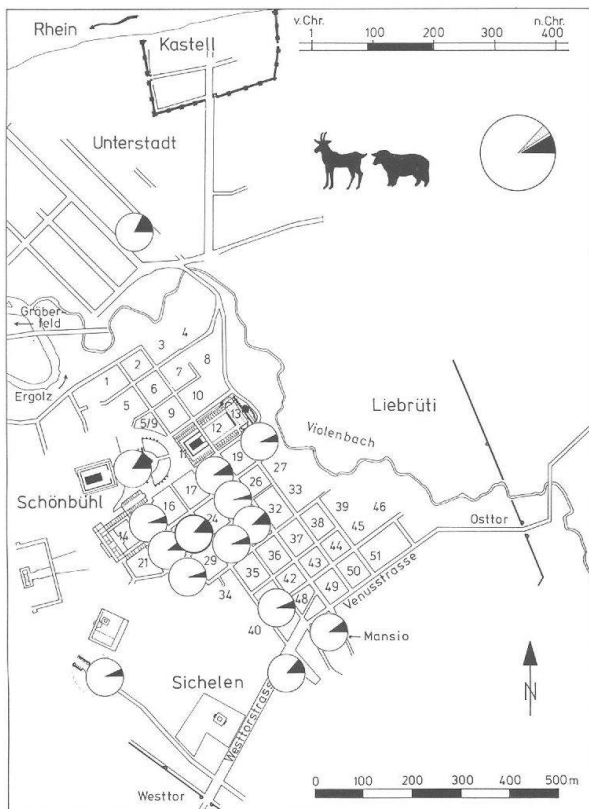 v.Chr. n.Chr.
1 100 200 300 400
Rhein
Kastell
Unterstadt
Gräber-
feld
Ergolz
1 2 3 4
5 6 7 8
5/9 9 10
11 12 13
Liebrüti
Violenbach
Schönbühl
14 16 17 19
21 24 26 27
29 32 33
34 35 36 37 38 39
40 42 43 44 45 46
48 49 50 51
Osttor
Venusstrasse
Mansio
Sichelen
Westtorstrasse
Westtor
N
0 100 200 300 400 500 m